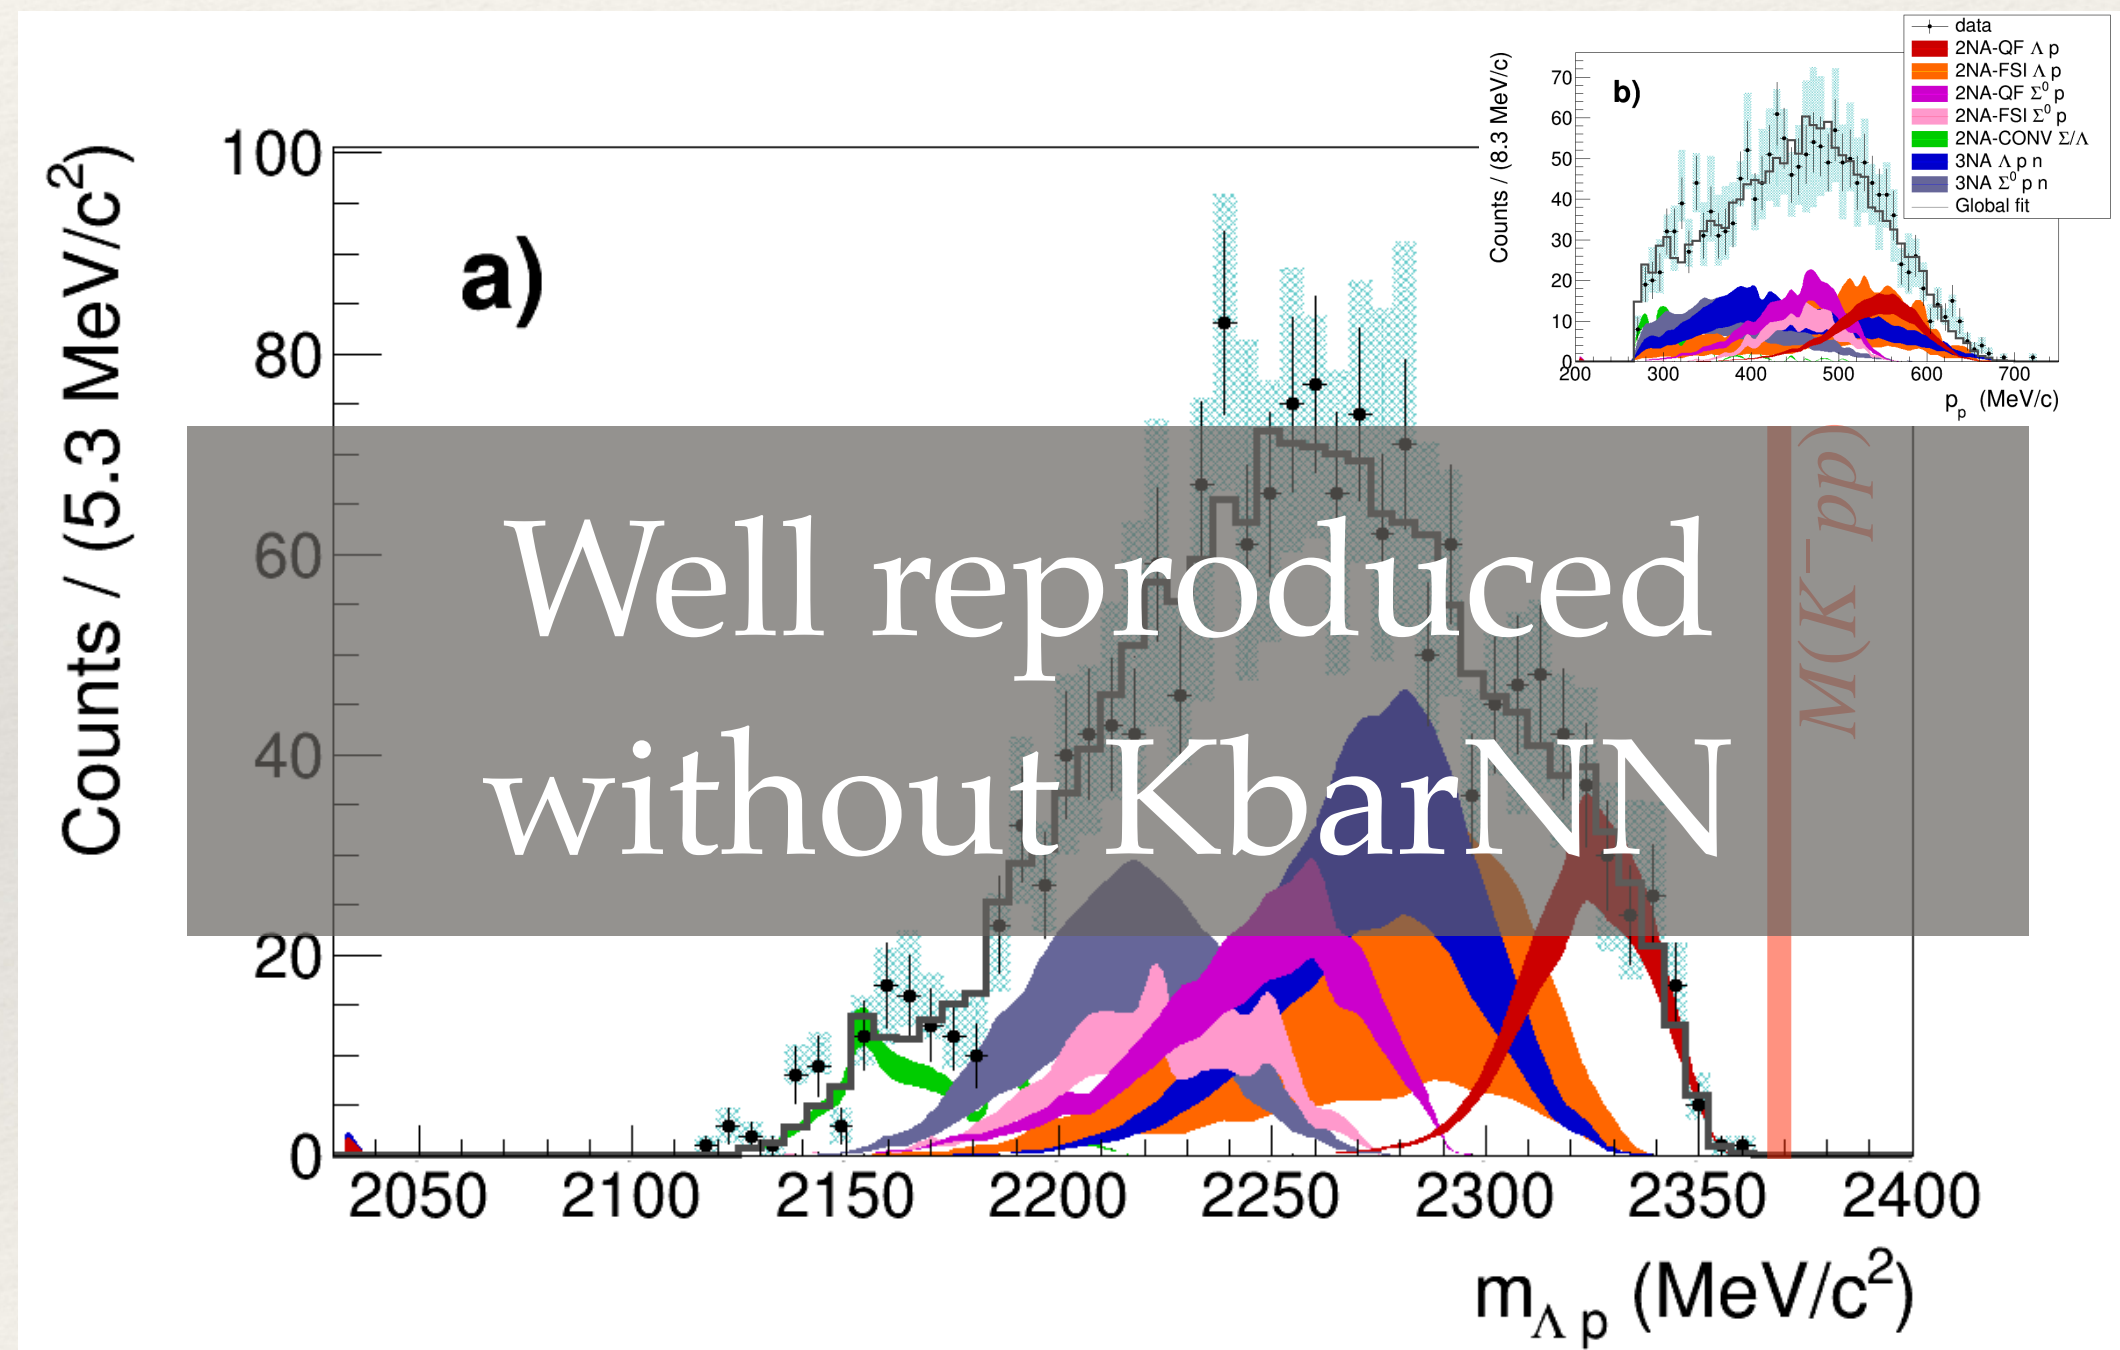 a)
Counts / (5.3 MeV/c²)
100
80
60
40
20
0
2050 2100 2150 2200 2250 2300 2350 2400
m_Λ p (MeV/c²)
M(K⁻pp)
Well reproduced
without KbarNN
b)
Counts / (8.3 MeV/c)
70
60
50
40
30
20
10
0
200 300 400 500 600 700
p_p (MeV/c)
data
2NA-QF Λ p
2NA-FSI Λ p
2NA-QF Σ⁰ p
2NA-FSI Σ⁰ p
2NA-CONV Σ/Λ
3NA Λ p n
3NA Σ⁰ p n
Global fit